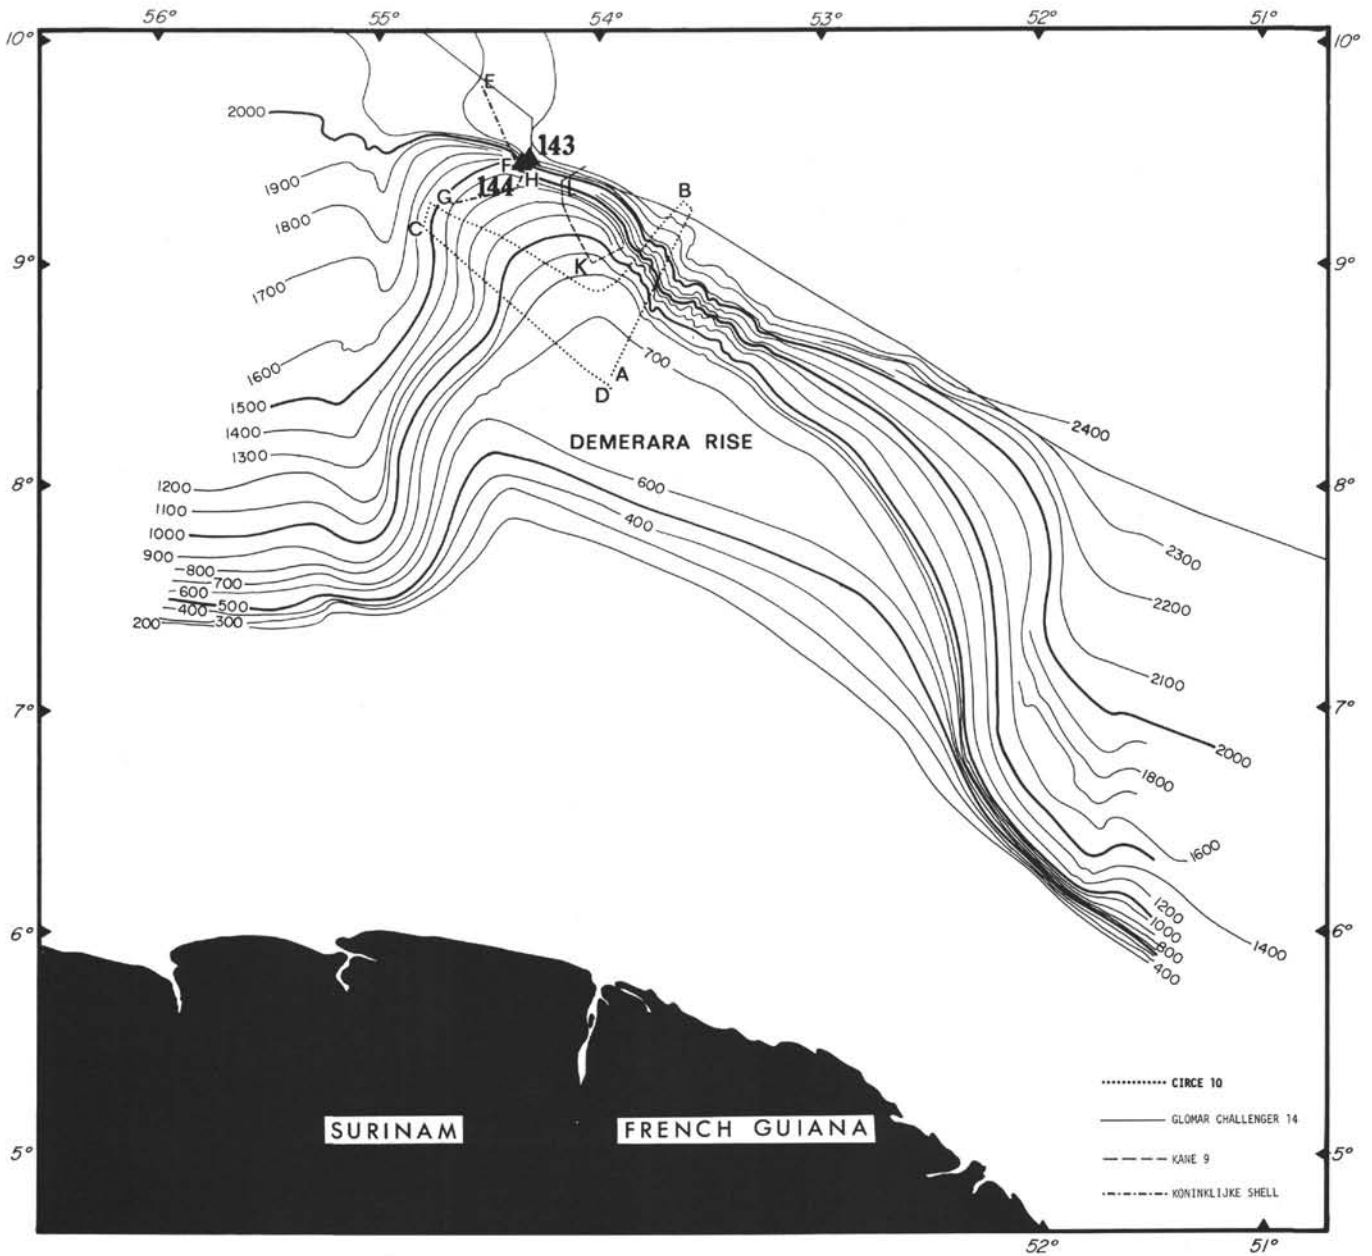 56° 55° 54° 53° 52° 51°
10° 10°
E
2000
143
F
H
1900
144
L
B
G
1800
C
9° 9°
K
1700
700
1600
A
D
1500
2400
1400
DEMERARA RISE
1300
600
8° 8°
1200
1100
400
1000
2300
900
800
700
600
500
2200
400
300
200
2100
7° 7°
2000
1800
1600
1200
1000
6° 6°
800
1400
400
CIRCE 10
GLOMAR CHALLENGER 14
SURINAM FRENCH GUIANA
5° 5°
KANE 9
KONINKLIJKE SHELL
52° 51°